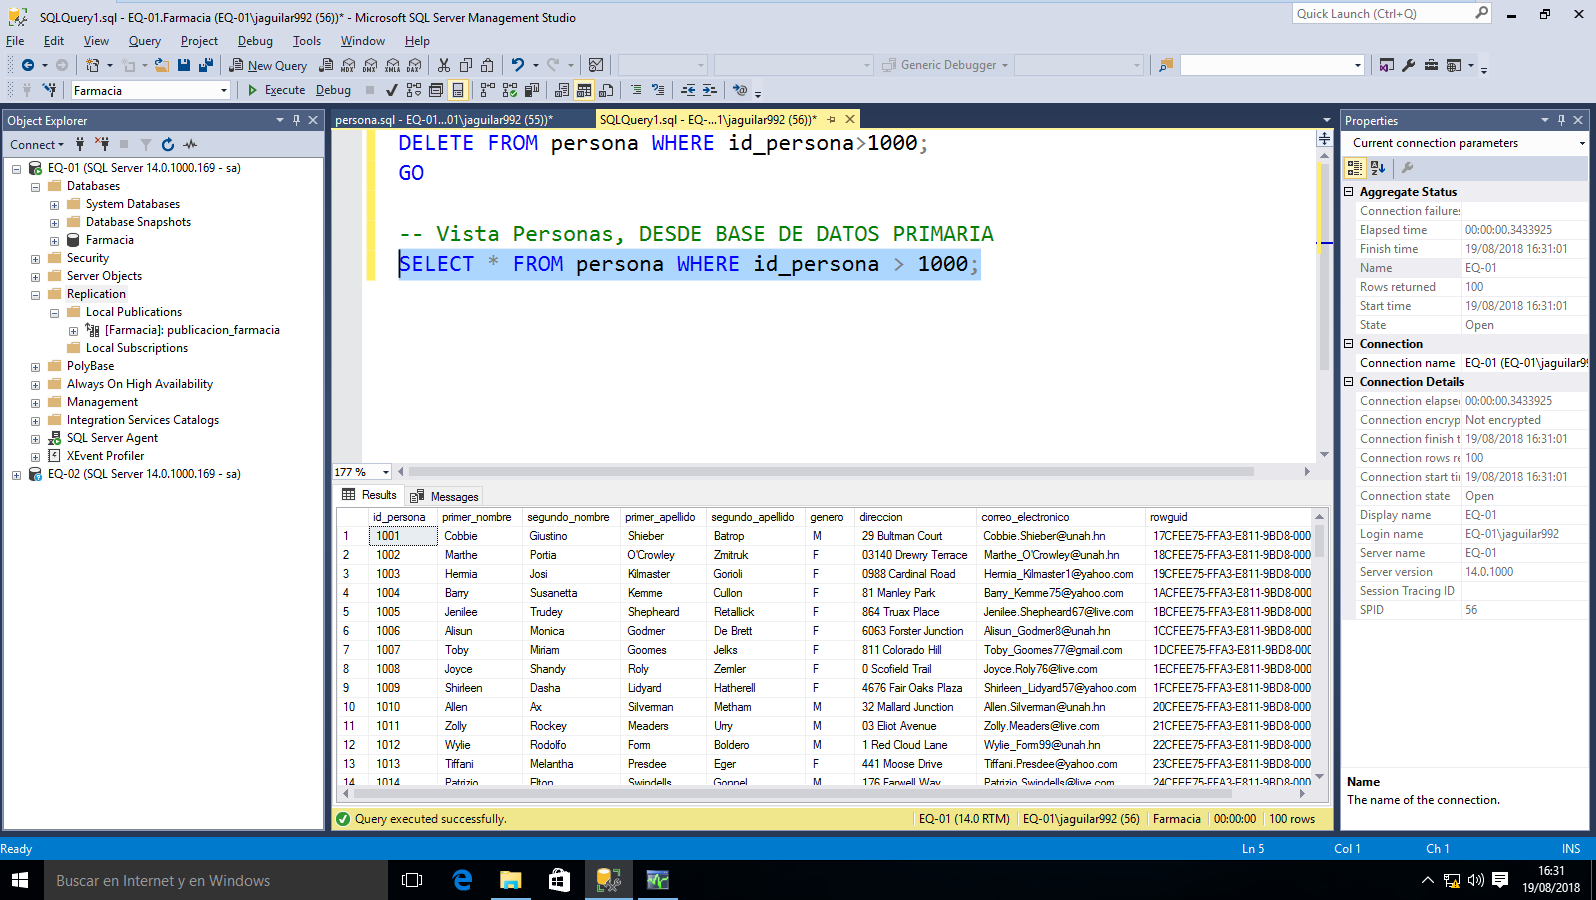 SQLQuery1.sql - EQ-01.Farmacia (EQ-01\jaguilar992 (56))* - Microsoft SQL Server Management Studio
Quick Launch (Ctrl+Q)
File Edit View Query Project Debug Tools Window Help
New Query MDX DMX XMLA DAX Generic Debugger
Farmacia Execute Debug
Object Explorer
Connect
EQ-01 (SQL Server 14.0.1000.169 - sa)
Databases
System Databases
Database Snapshots
Farmacia
Security
Server Objects
Replication
Local Publications
[Farmacia]: publicacion_farmacia
Local Subscriptions
PolyBase
Always On High Availability
Management
Integration Services Catalogs
SQL Server Agent
XEvent Profiler
EQ-02 (SQL Server 14.0.1000.169 - sa)
persona.sql - EQ-01...01\jaguilar992 (55))* SQLQuery1.sql - EQ-...1\jaguilar992 (56))*
DELETE FROM persona WHERE id_persona>1000;
GO
-- Vista Personas, DESDE BASE DE DATOS PRIMARIA
SELECT * FROM persona WHERE id_persona > 1000;
177 %
Results Messages
id_persona primer_nombre segundo_nombre primer_apellido segundo_apellido genero direccion correo_electronico rowguid
1 1001 Cobbie Giustino Shieber Batrop M 29 Bultman Court Cobbie.Shieber@unah.hn 17CFEE75-FFA3-E811-9BD8-000
2 1002 Marthe Portia O'Crowley Zmitruk F 03140 Drewry Terrace Marthe_O'Crowley@unah.hn 18CFEE75-FFA3-E811-9BD8-000
3 1003 Hermia Josi Kilmaster Gorioli F 0988 Cardinal Road Hermia_Kilmaster1@yahoo.com 19CFEE75-FFA3-E811-9BD8-000
4 1004 Barry Susanetta Kemme Cullon F 81 Manley Park Barry_Kemme75@yahoo.com 1ACFEE75-FFA3-E811-9BD8-000
5 1005 Jenilee Trudey Shepheard Retallick F 864 Truax Place Jenilee.Shepheard67@live.com 1BCFEE75-FFA3-E811-9BD8-000
6 1006 Alisun Monica Godmer De Brett F 6063 Forster Junction Alisun_Godmer8@unah.hn 1CCFEE75-FFA3-E811-9BD8-000
7 1007 Toby Miriam Goomes Jelks F 811 Colorado Hill Toby_Goomes77@gmail.com 1DCFEE75-FFA3-E811-9BD8-000
8 1008 Joyce Shandy Roly Zemler F 0 Scofield Trail Joyce.Roly76@live.com 1ECFEE75-FFA3-E811-9BD8-000
9 1009 Shirleen Dasha Lidyard Hatherell F 4676 Fair Oaks Plaza Shirleen_Lidyard57@yahoo.com 1FCFEE75-FFA3-E811-9BD8-000
10 1010 Allen Ax Silverman Metham M 32 Mallard Junction Allen.Silverman@unah.hn 20CFEE75-FFA3-E811-9BD8-000
11 1011 Zolly Rockey Meaders Urry M 03 Eliot Avenue Zolly.Meaders@live.com 21CFEE75-FFA3-E811-9BD8-000
12 1012 Wylie Rodolfo Form Boldero M 1 Red Cloud Lane Wylie_Form99@unah.hn 22CFEE75-FFA3-E811-9BD8-000
13 1013 Tiffani Melantha Presdee Eger F 441 Moose Drive Tiffani.Presdee@yahoo.com 23CFEE75-FFA3-E811-9BD8-000
14 1014 Patrizio Elton Swindells Gonnel M 176 Farwell Way Patrizio.Swindells@live.com 24CFEE75-FFA3-E811-9BD8-000
Query executed successfully. EQ-01 (14.0 RTM) EQ-01\jaguilar992 (56) Farmacia 00:00:00 100 rows
Properties
Current connection parameters
Aggregate Status
Connection failures
Elapsed time 00:00:00.3433925
Finish time 19/08/2018 16:31:01
Name EQ-01
Rows returned 100
Start time 19/08/2018 16:31:01
State Open
Connection
Connection name EQ-01 (EQ-01\jaguilar99
Connection Details
Connection elapse 00:00:00.3433925
Connection encryp Not encrypted
Connection finish t 19/08/2018 16:31:01
Connection rows re 100
Connection start ti 19/08/2018 16:31:01
Connection state Open
Display name EQ-01
Login name EQ-01\jaguilar992
Server name EQ-01
Server version 14.0.1000
Session Tracing ID
SPID 56
Name
The name of the connection.
Ready Ln 5 Col 1 Ch 1 INS
Buscar en Internet y en Windows
16:31
19/08/2018